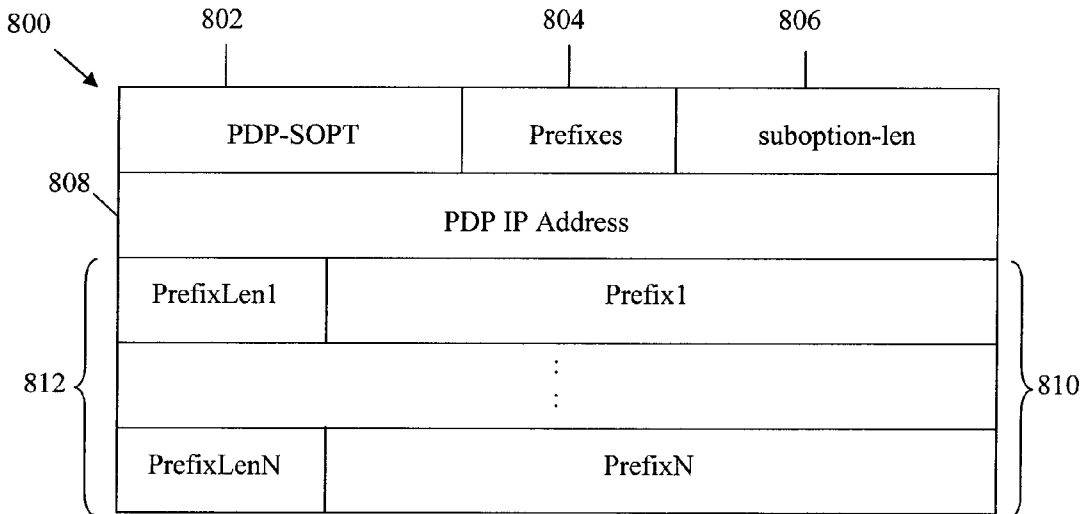 800 802 804 806
PDP-SOPT Prefixes suboption-len
808
PDP IP Address
PrefixLen1 Prefix1
812 : : 810
PrefixLenN PrefixN